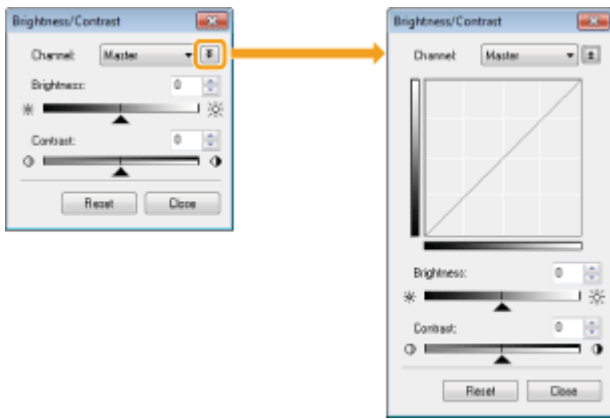 Brightness/Contrast
Channel: Master
Brightness: 0
Contrast: 0
Reset Close
Brightness/Contrast
Channel: Master
Brightness: 0
Contrast: 0
Reset Close